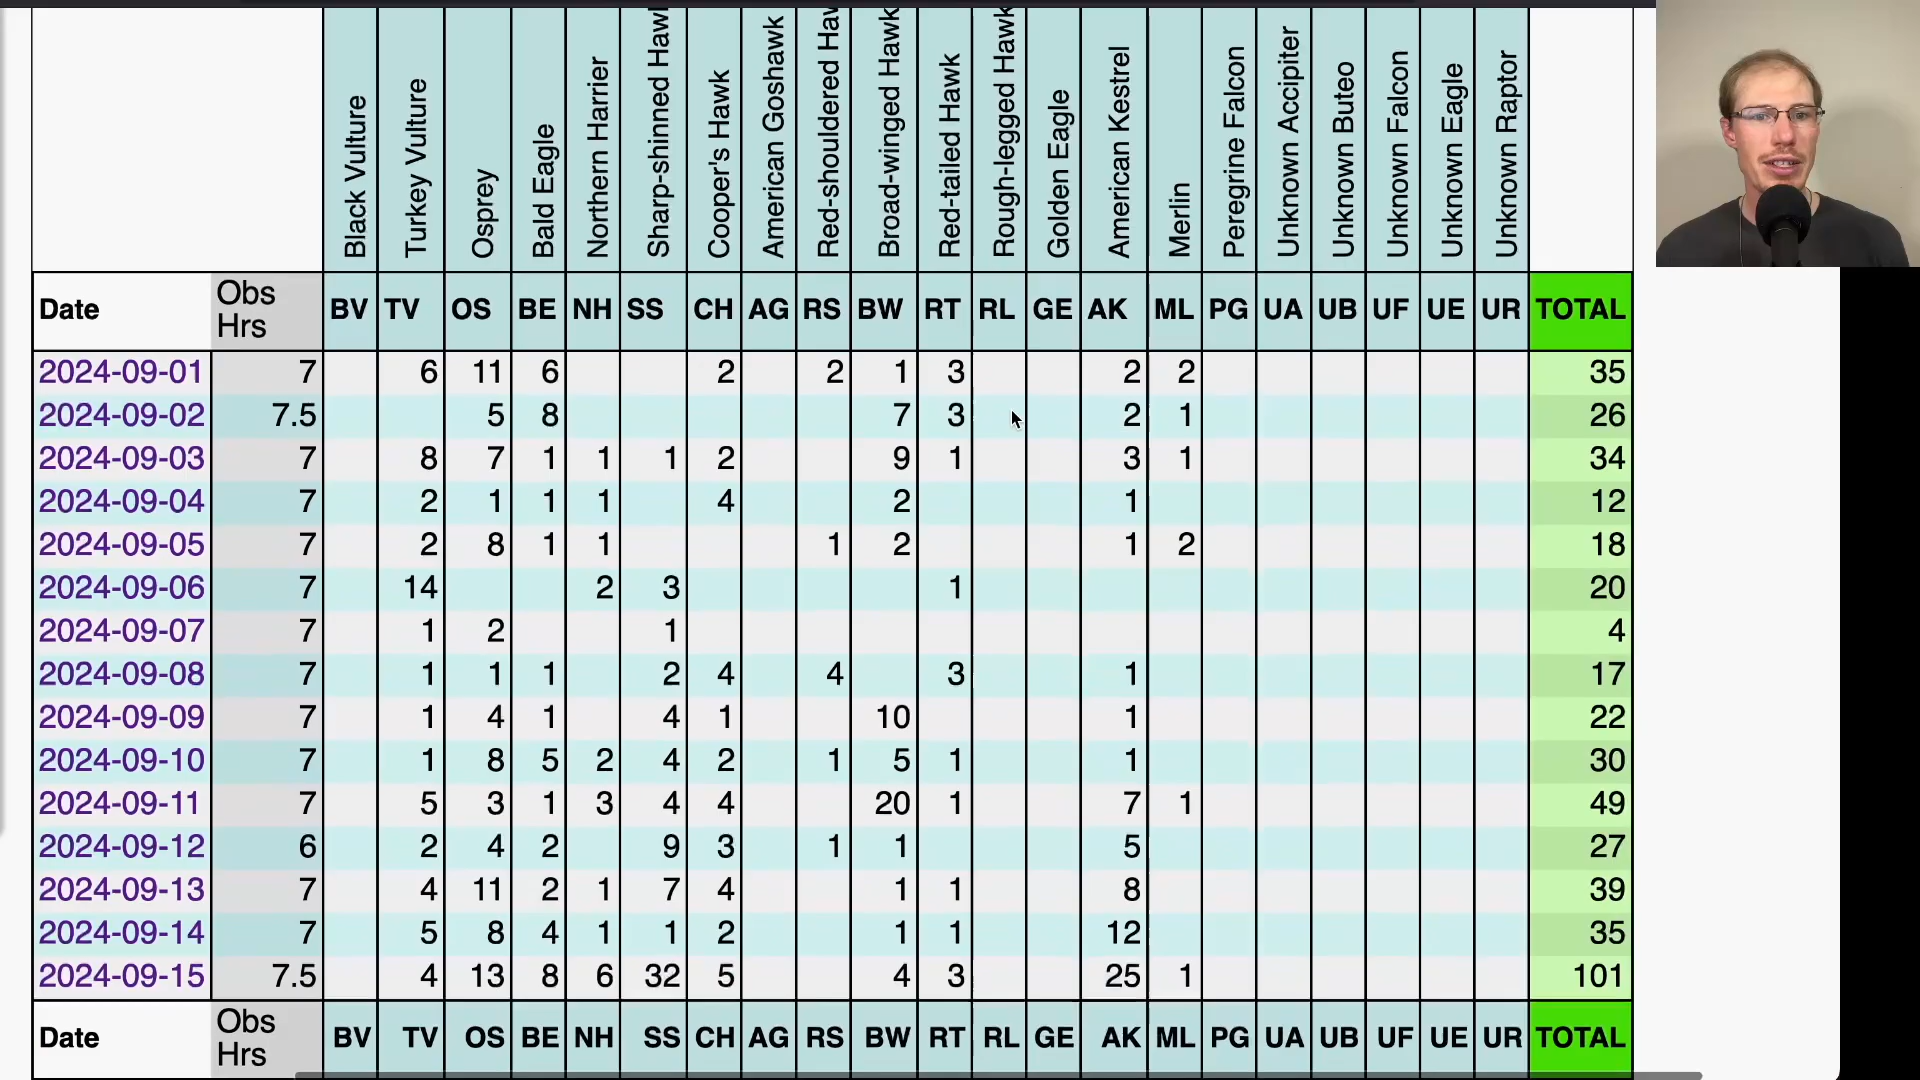 Black Vulture Turkey Vulture Osprey Bald Eagle Northern Harrier Sharp-shinned Hawk Cooper's Hawk American Goshawk Red-shouldered Haw Broad-winged Hawk Red-tailed Hawk Rough-legged Hawk Golden Eagle American Kestrel Merlin Peregrine Falcon Unknown Accipiter Unknown Buteo Unknown Falcon Unknown Eagle Unknown Raptor
Date Obs Hrs BV TV OS BE NH SS CH AG RS BW RT RL GE AK ML PG UA UB UF UE UR TOTAL
2024-09-01 7 6 11 6 2 2 1 3 2 2 35
2024-09-02 7.5 5 8 7 3 2 1 26
2024-09-03 7 8 7 1 1 1 2 9 1 3 1 34
2024-09-04 7 2 1 1 1 4 2 1 12
2024-09-05 7 2 8 1 1 1 2 1 2 18
2024-09-06 7 14 2 3 1 20
2024-09-07 7 1 2 1 4
2024-09-08 7 1 1 1 2 4 4 3 1 17
2024-09-09 7 1 4 1 4 1 10 1 22
2024-09-10 7 1 8 5 2 4 2 1 5 1 1 30
2024-09-11 7 5 3 1 3 4 4 20 1 7 1 49
2024-09-12 6 2 4 2 9 3 1 1 5 27
2024-09-13 7 4 11 2 1 7 4 1 1 8 39
2024-09-14 7 5 8 4 1 1 2 1 1 12 35
2024-09-15 7.5 4 13 8 6 32 5 4 3 25 1 101
Date Obs Hrs BV TV OS BE NH SS CH AG RS BW RT RL GE AK ML PG UA UB UF UE UR TOTAL